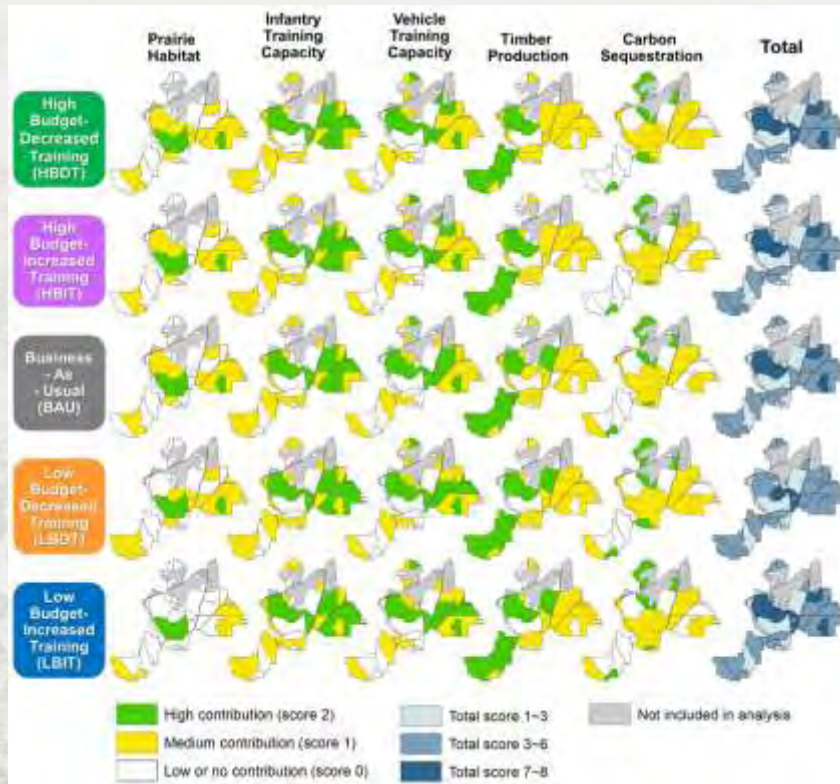 Prairie
Habitat
Infantry
Training
Capacity
Vehicle
Training
Capacity
Timber
Production
Carbon
Sequestration
Total
High
Budget-
Decreased
Training
(HBDT)
High
Budget-
Increased
Training
(HBIT)
Business
- As
- Usual
(BAU)
Low
Budget-
Decreased
Training
(LBDT)
Low
Budget-
Increased
Training
(LBIT)
High contribution (score 2)
Total score 1~3
Not included in analysis
Medium contribution (score 1)
Total score 3~6
Low or no contribution (score 0)
Total score 7~8